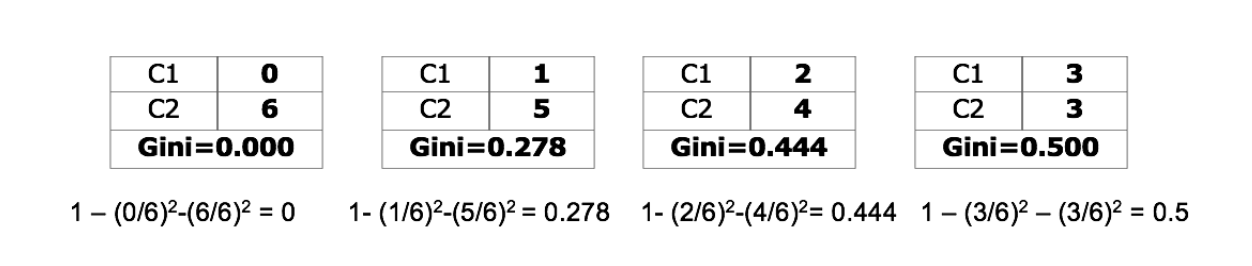 C1 0
C2 6
Gini=0.000
1 – (0/6)²-(6/6)² = 0
C1 1
C2 5
Gini=0.278
1- (1/6)²-(5/6)² = 0.278
C1 2
C2 4
Gini=0.444
1- (2/6)²-(4/6)²= 0.444
C1 3
C2 3
Gini=0.500
1 – (3/6)² – (3/6)² = 0.5